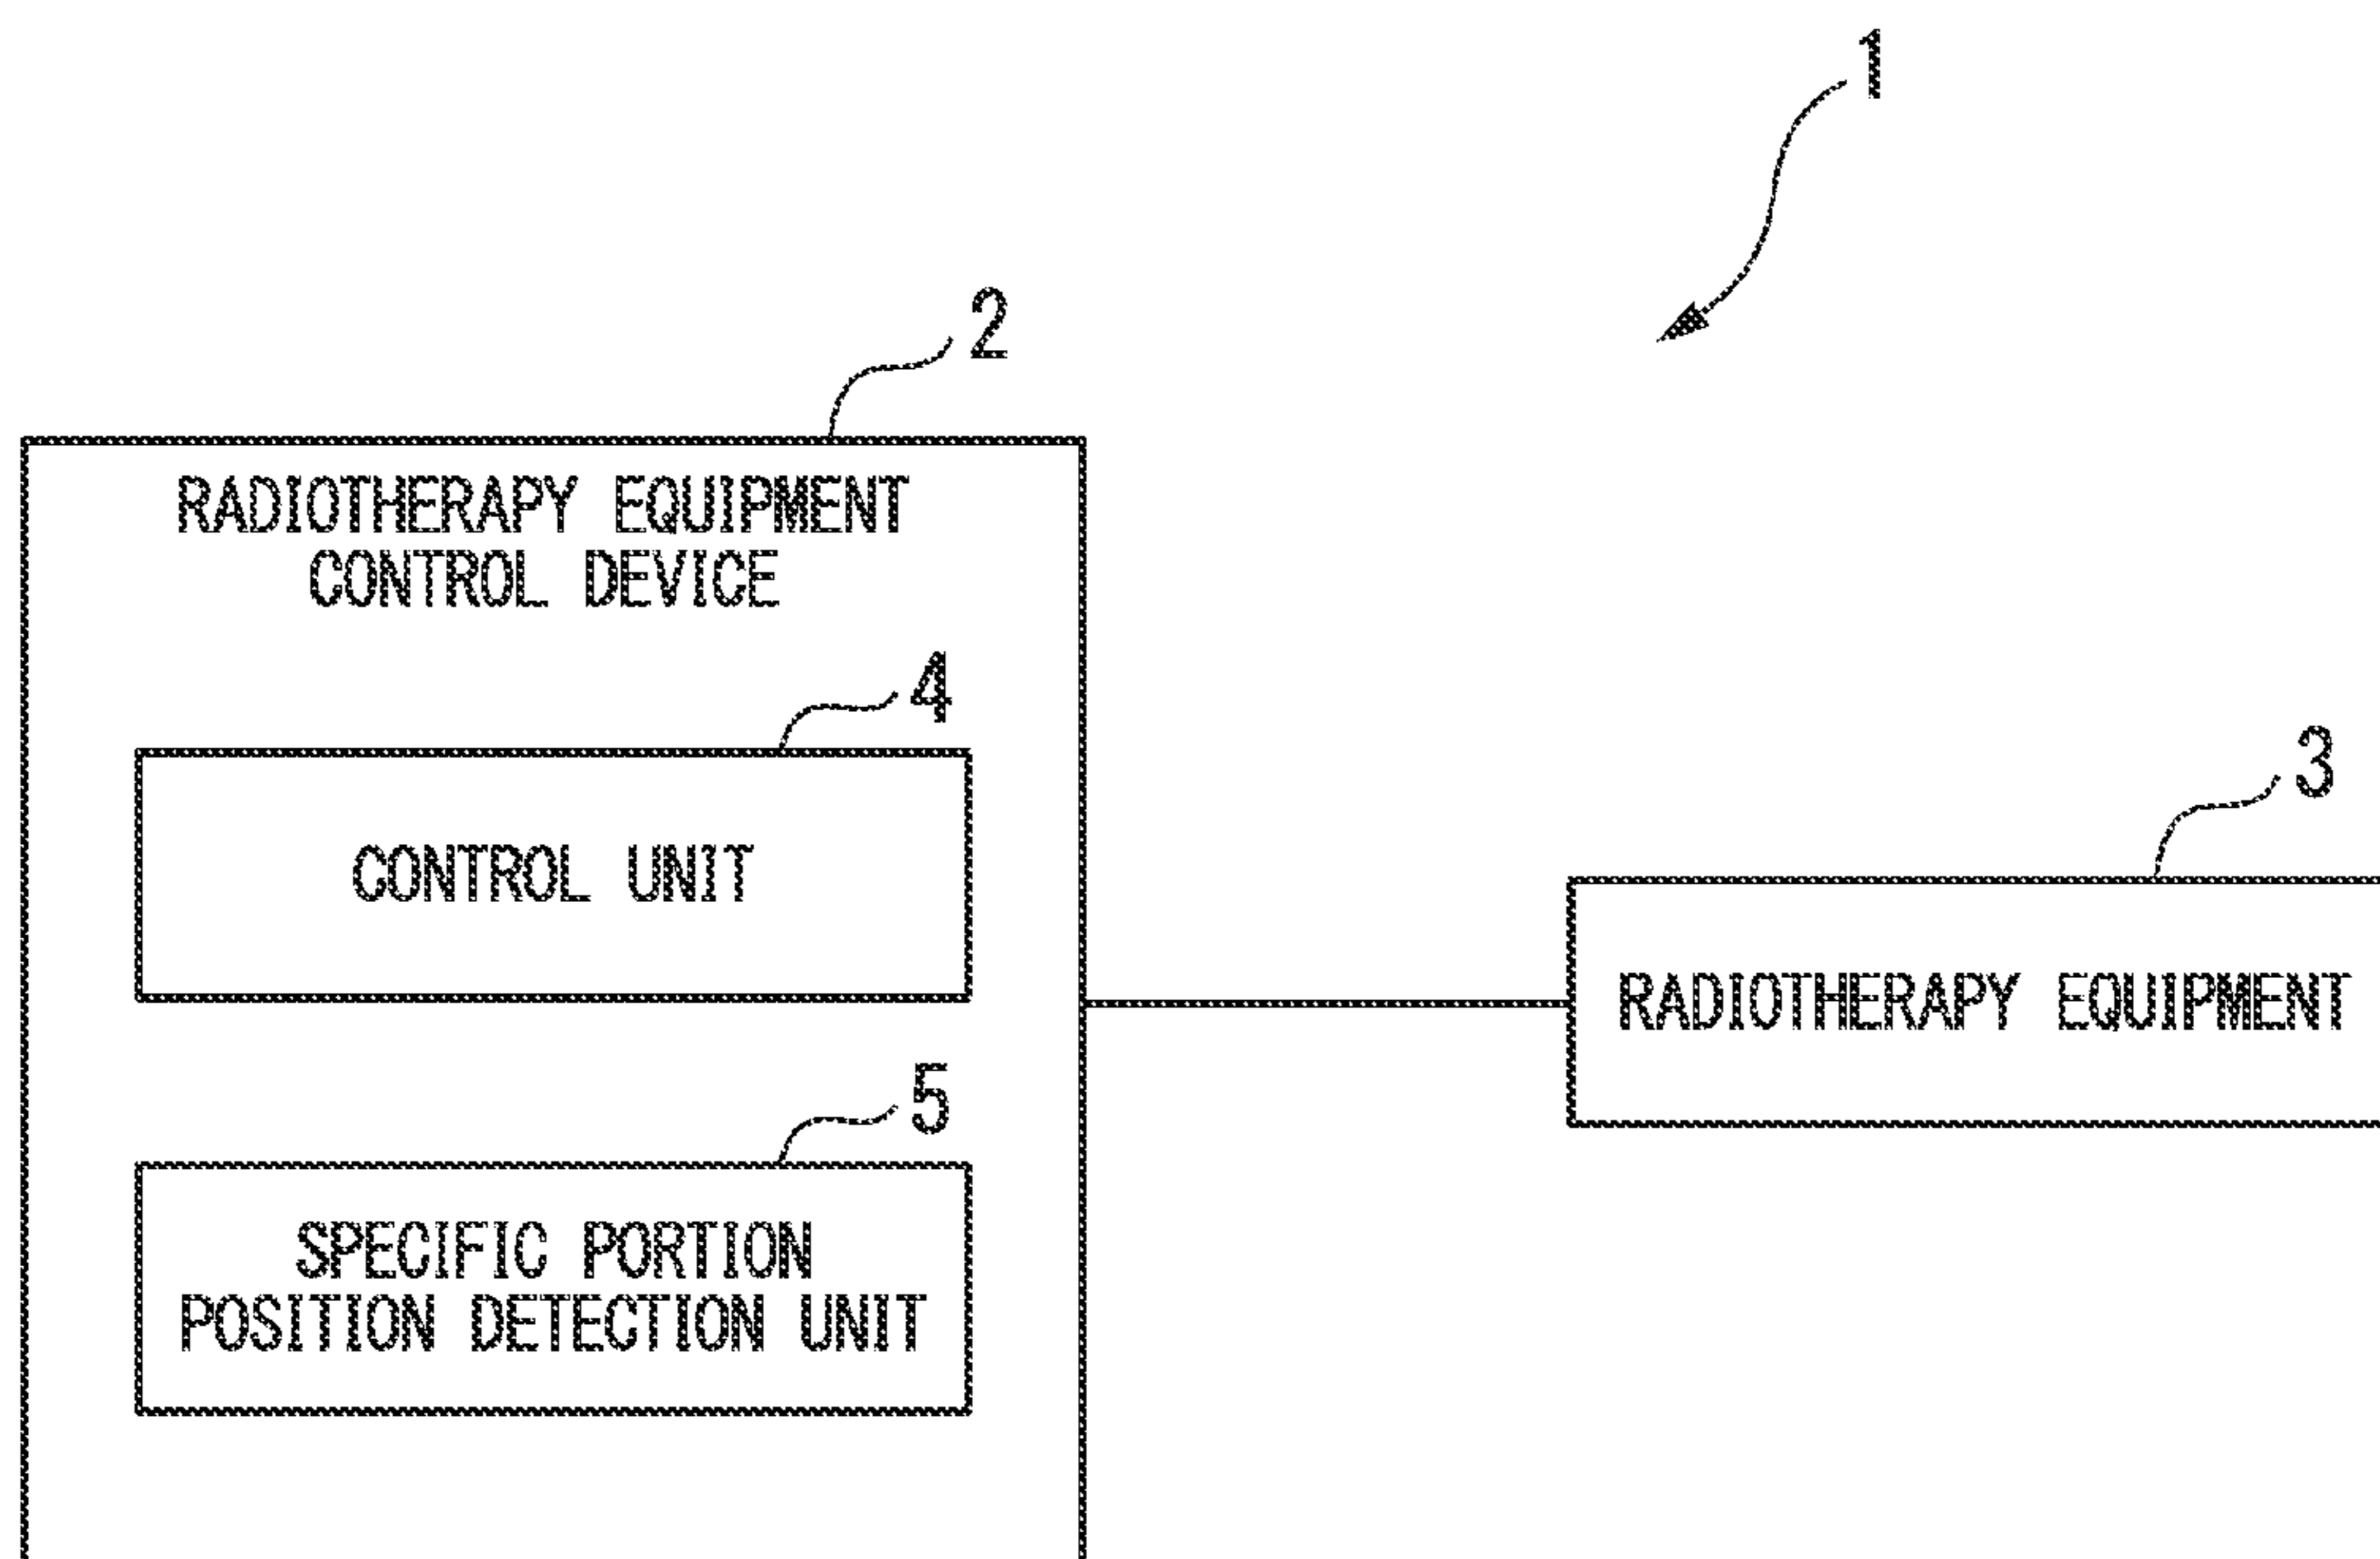 1
2
RADIOTHERAPY EQUIPMENT
CONTROL DEVICE
4
CONTROL UNIT
3
RADIOTHERAPY EQUIPMENT
5
SPECIFIC PORTION
POSITION DETECTION UNIT